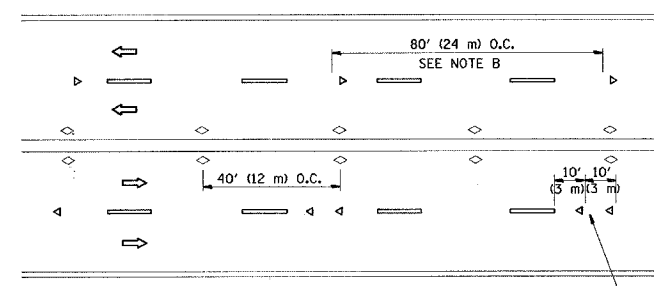 80' (24 m) O.C.
SEE NOTE B
40' (12 m) O.C.
10' 10'
(3 m) (3 m)